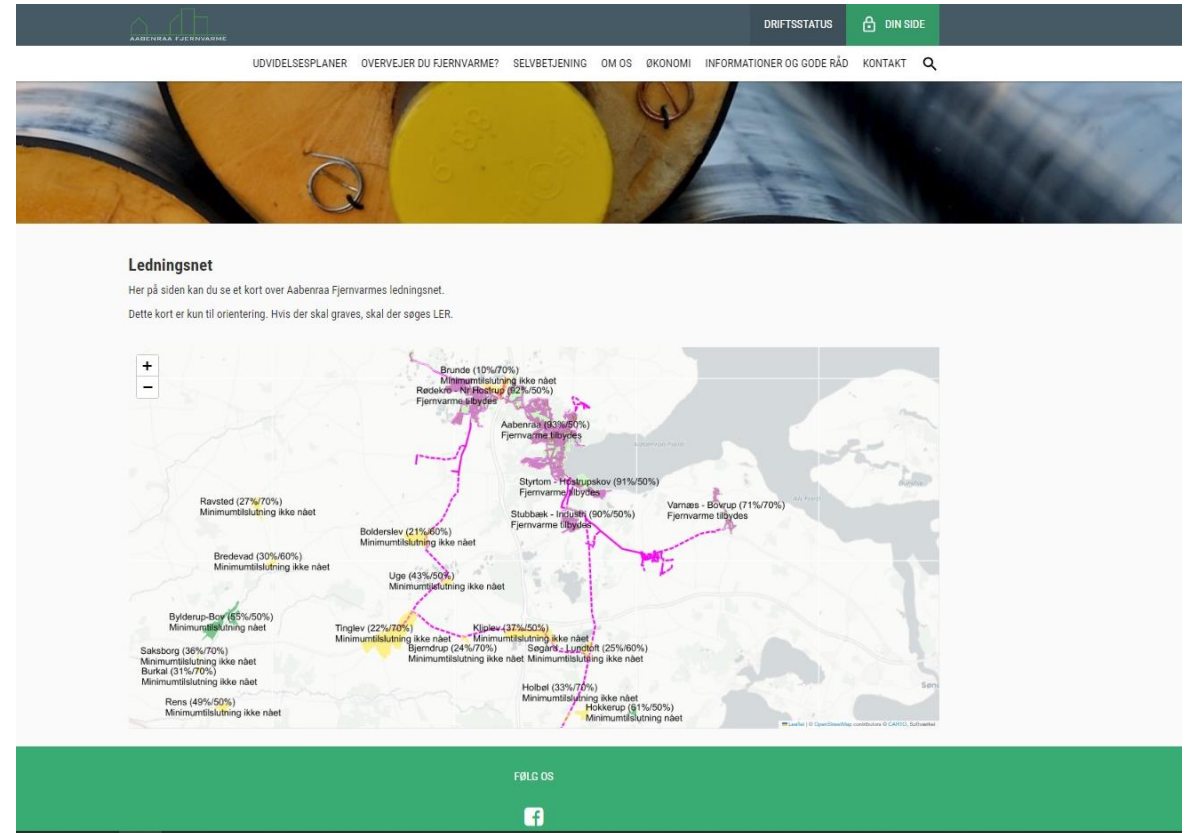 AABENRAA FJERNVARME
DRIFTSSTATUS
DIN SIDE
UDVIDELSESPLANER OVERVEJER DU FJERNVARME? SELVBETJENING OM OS ØKONOMI INFORMATIONER OG GODE RÅD KONTAKT
Ledningsnet
Her på siden kan du se et kort over Aabenraa Fjernvarmes ledningsnet.
Dette kort er kun til orientering. Hvis der skal graves, skal der søges LER.
+
−
Brunde (10%/70%)
Minimumtilslutning ikke nået
Rødekro - Nr Hostrup (92%/50%)
Fjernvarme tilbydes
Aabenraa (93%/50%)
Fjernvarme tilbydes
Styrtom - Hostrupskov (91%/50%)
Fjernvarme tilbydes
Stubbæk - Industri (90%/50%)
Fjernvarme tilbydes
Varnæs - Bovrup (71%/70%)
Fjernvarme tilbydes
Ravsted (27%/70%)
Minimumtilslutning ikke nået
Bolderslev (21%/60%)
Minimumtilslutning ikke nået
Bredevad (30%/60%)
Minimumtilslutning ikke nået
Uge (43%/50%)
Minimumtilslutning ikke nået
Bylderup-Bov (55%/50%)
Minimumtilslutning nået
Tinglev (22%/70%)
Minimumtilslutning ikke nået
Kliplev (37%/50%)
Minimumtilslutning ikke nået
Bjerndrup (24%/70%)
Minimumtilslutning ikke nået
Søgård - Lundtoft (25%/60%)
Minimumtilslutning ikke nået
Saksborg (36%/70%)
Minimumtilslutning ikke nået
Burkal (31%/70%)
Minimumtilslutning ikke nået
Rens (49%/50%)
Minimumtilslutning ikke nået
Holbøl (33%/70%)
Minimumtilslutning ikke nået
Hokkerup (61%/50%)
Minimumtilslutning nået
Leaflet | © OpenStreetMap contributors © CARTO,
FØLG OS